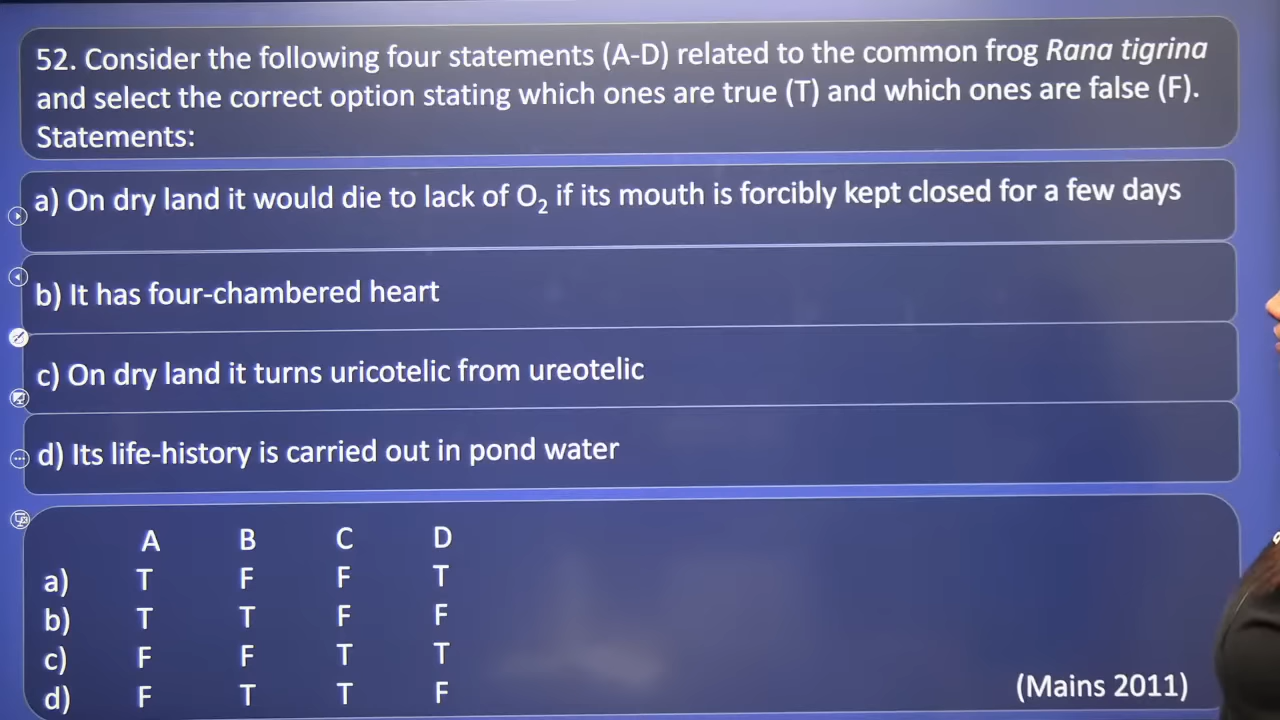 52. Consider the following four statements (A-D) related to the common frog Rana tigrina
and select the correct option stating which ones are true (T) and which ones are false (F).
Statements:
a) On dry land it would die to lack of O₂ if its mouth is forcibly kept closed for a few days
b) It has four-chambered heart
c) On dry land it turns uricotelic from ureotelic
d) Its life-history is carried out in pond water
A B C D
a) T F F T
b) T T F F
c) F F T T
d) F T T F
(Mains 2011)